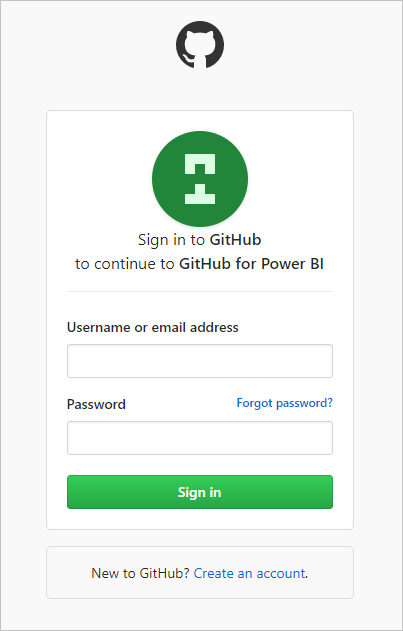 Sign in to GitHub
to continue to GitHub for Power BI
Username or email address
Password Forgot password?
Sign in
New to GitHub? Create an account.